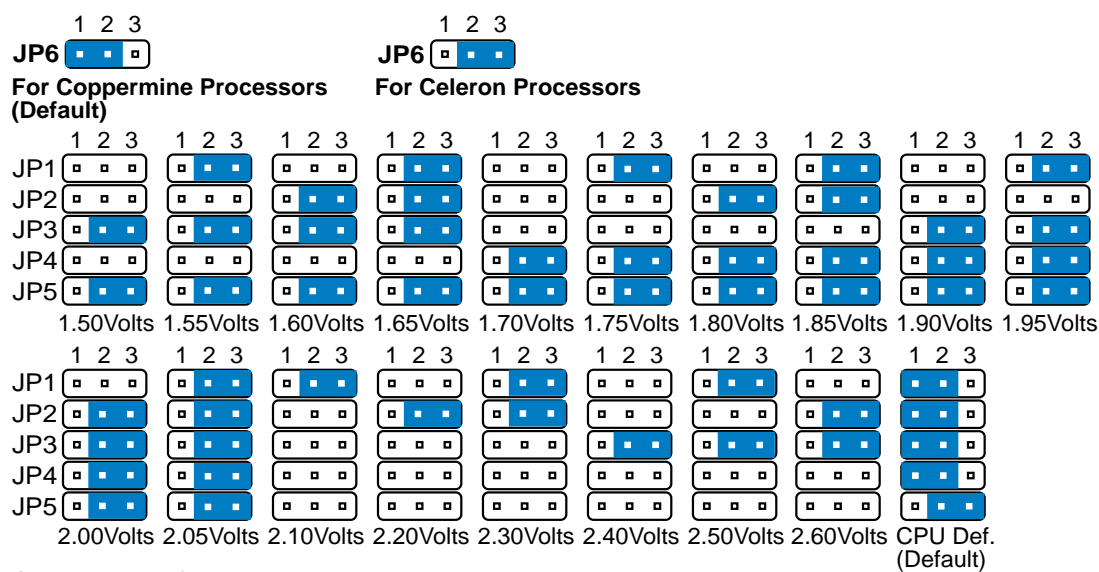 1 2 3 1 2 3
JP6 JP6
For Coppermine Processors For Celeron Processors
(Default)
1 2 3 1 2 3 1 2 3 1 2 3 1 2 3 1 2 3 1 2 3 1 2 3 1 2 3 1 2 3
JP1
JP2
JP3
JP4
JP5
1.50Volts 1.55Volts 1.60Volts 1.65Volts 1.70Volts 1.75Volts 1.80Volts 1.85Volts 1.90Volts 1.95Volts
1 2 3 1 2 3 1 2 3 1 2 3 1 2 3 1 2 3 1 2 3 1 2 3 1 2 3
JP1
JP2
JP3
JP4
JP5
2.00Volts 2.05Volts 2.10Volts 2.20Volts 2.30Volts 2.40Volts 2.50Volts 2.60Volts CPU Def.
(Default)